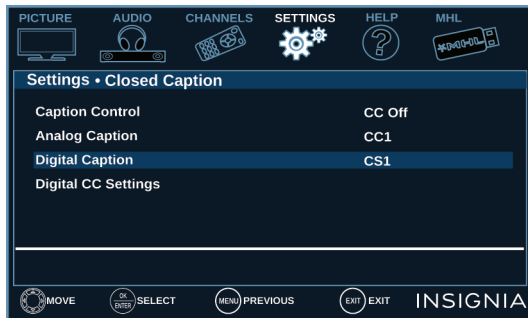 PICTURE AUDIO CHANNELS SETTINGS HELP MHL
MHL
Settings • Closed Caption
Caption Control CC Off
Analog Caption CC1
Digital Caption CS1
Digital CC Settings
MOVE OK ENTER SELECT MENU PREVIOUS EXIT EXIT INSIGNIA